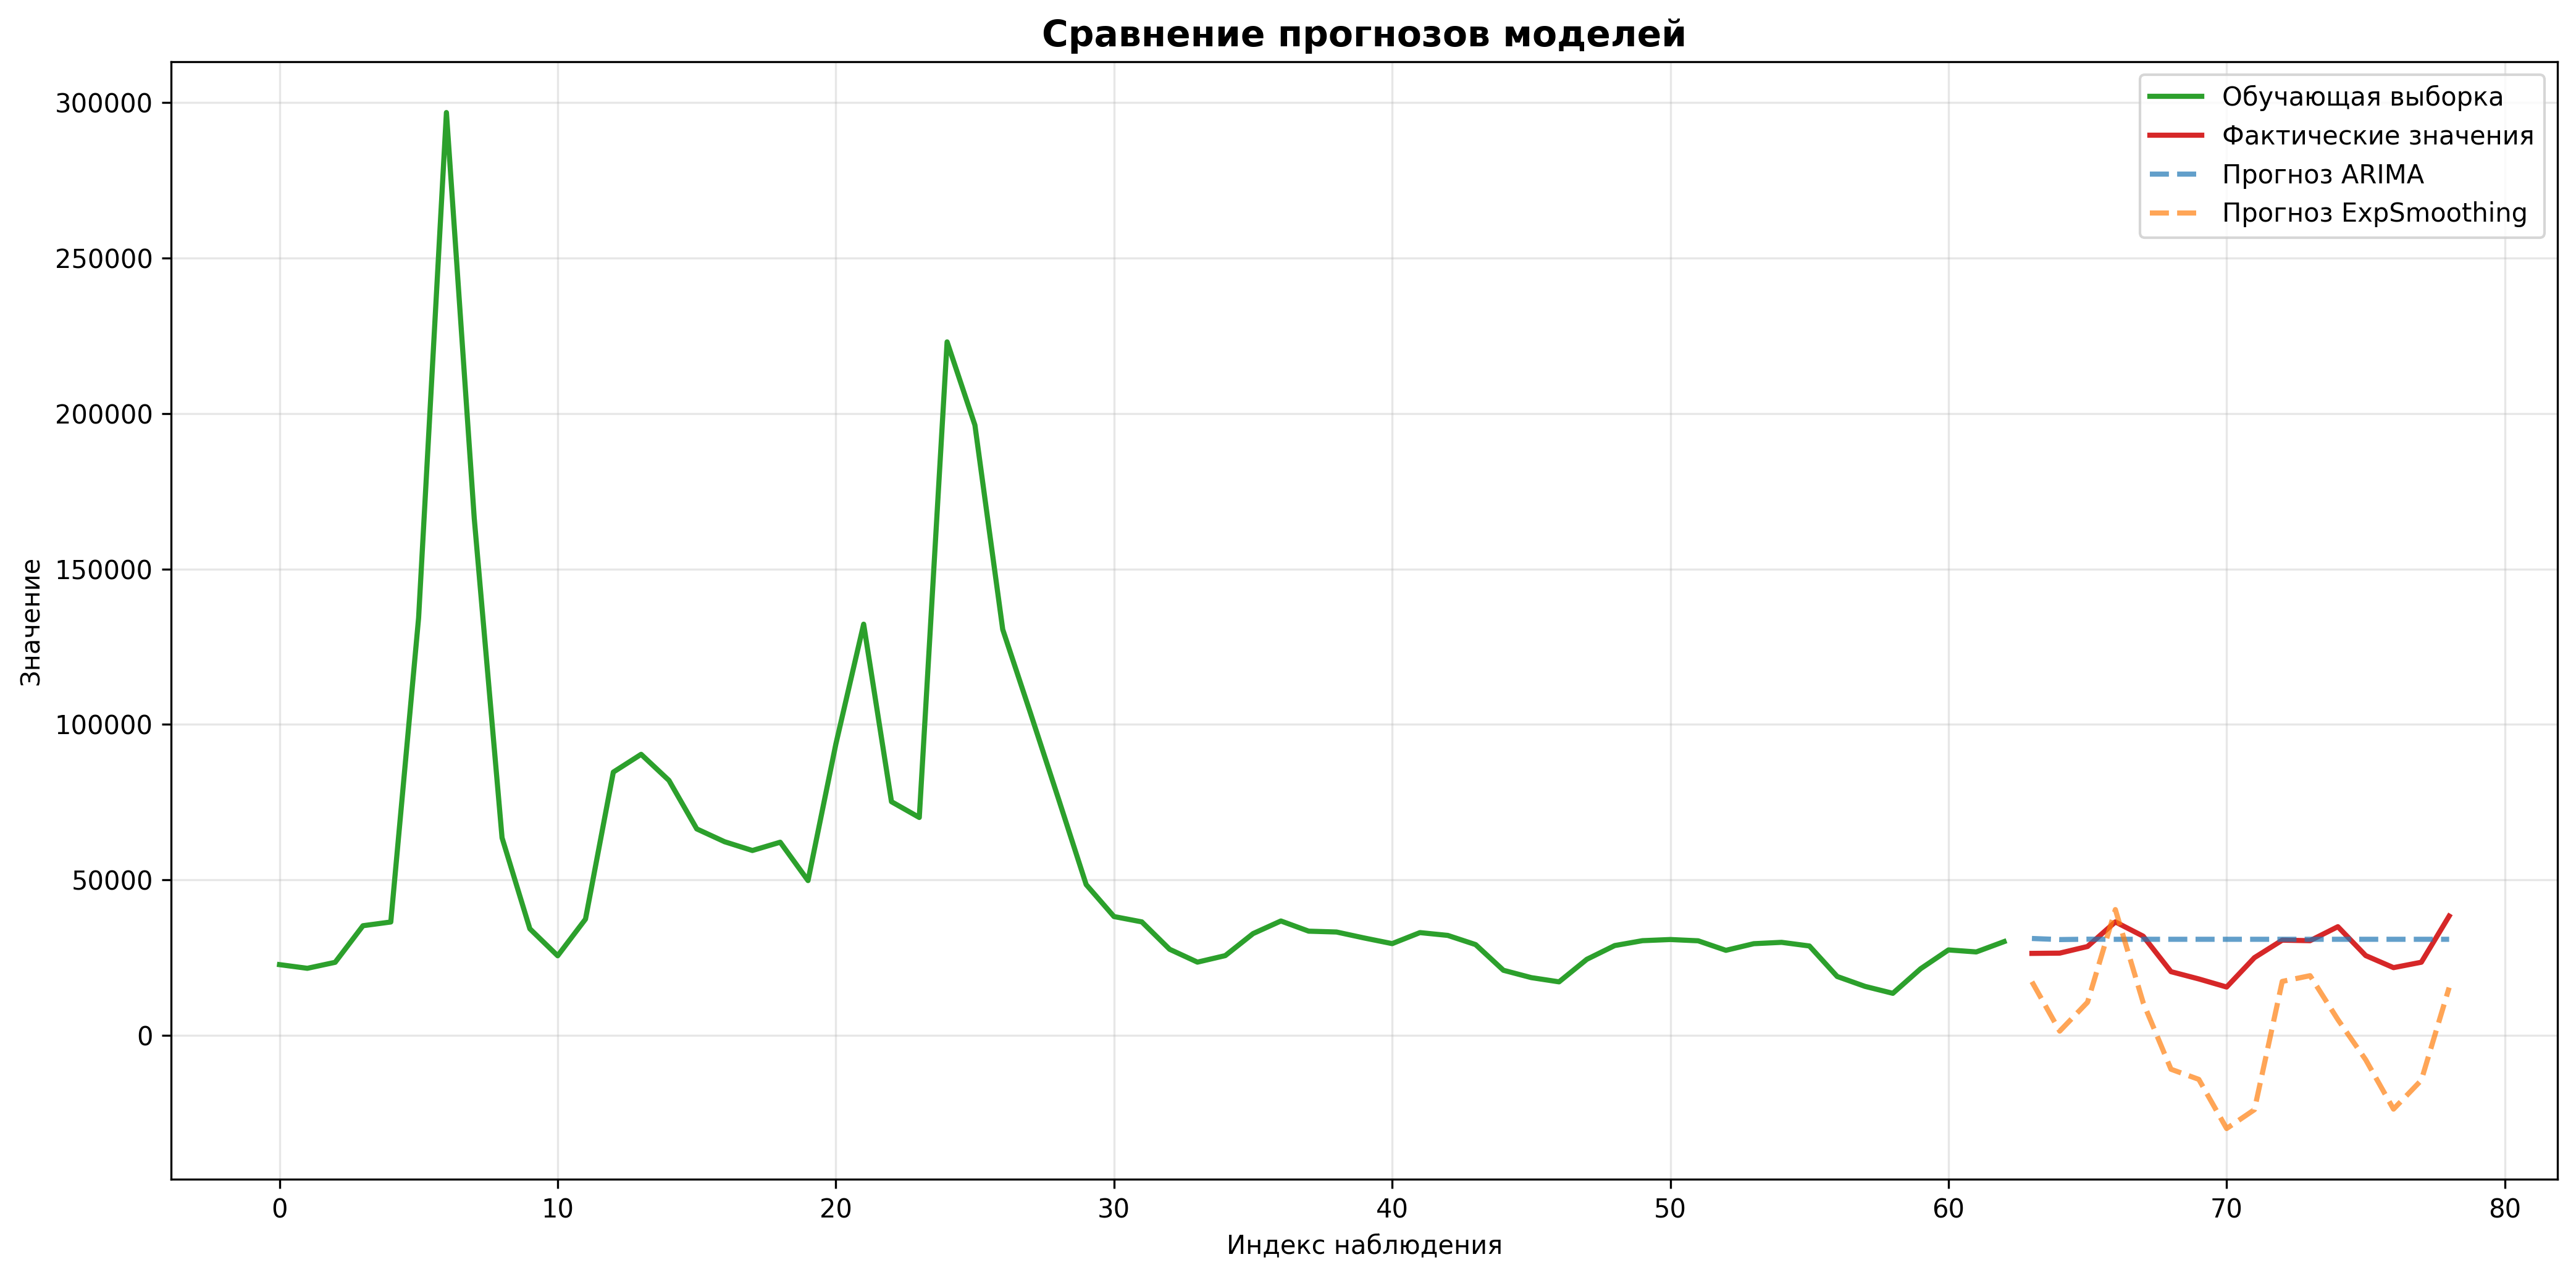 Сравнение прогнозов моделей
Обучающая выборка
Фактические значения
Прогноз ARIMA
Прогноз ExpSmoothing
Значение
300000
250000
200000
150000
100000
50000
0
0
10
20
30
40
50
60
70
80
Индекс наблюдения